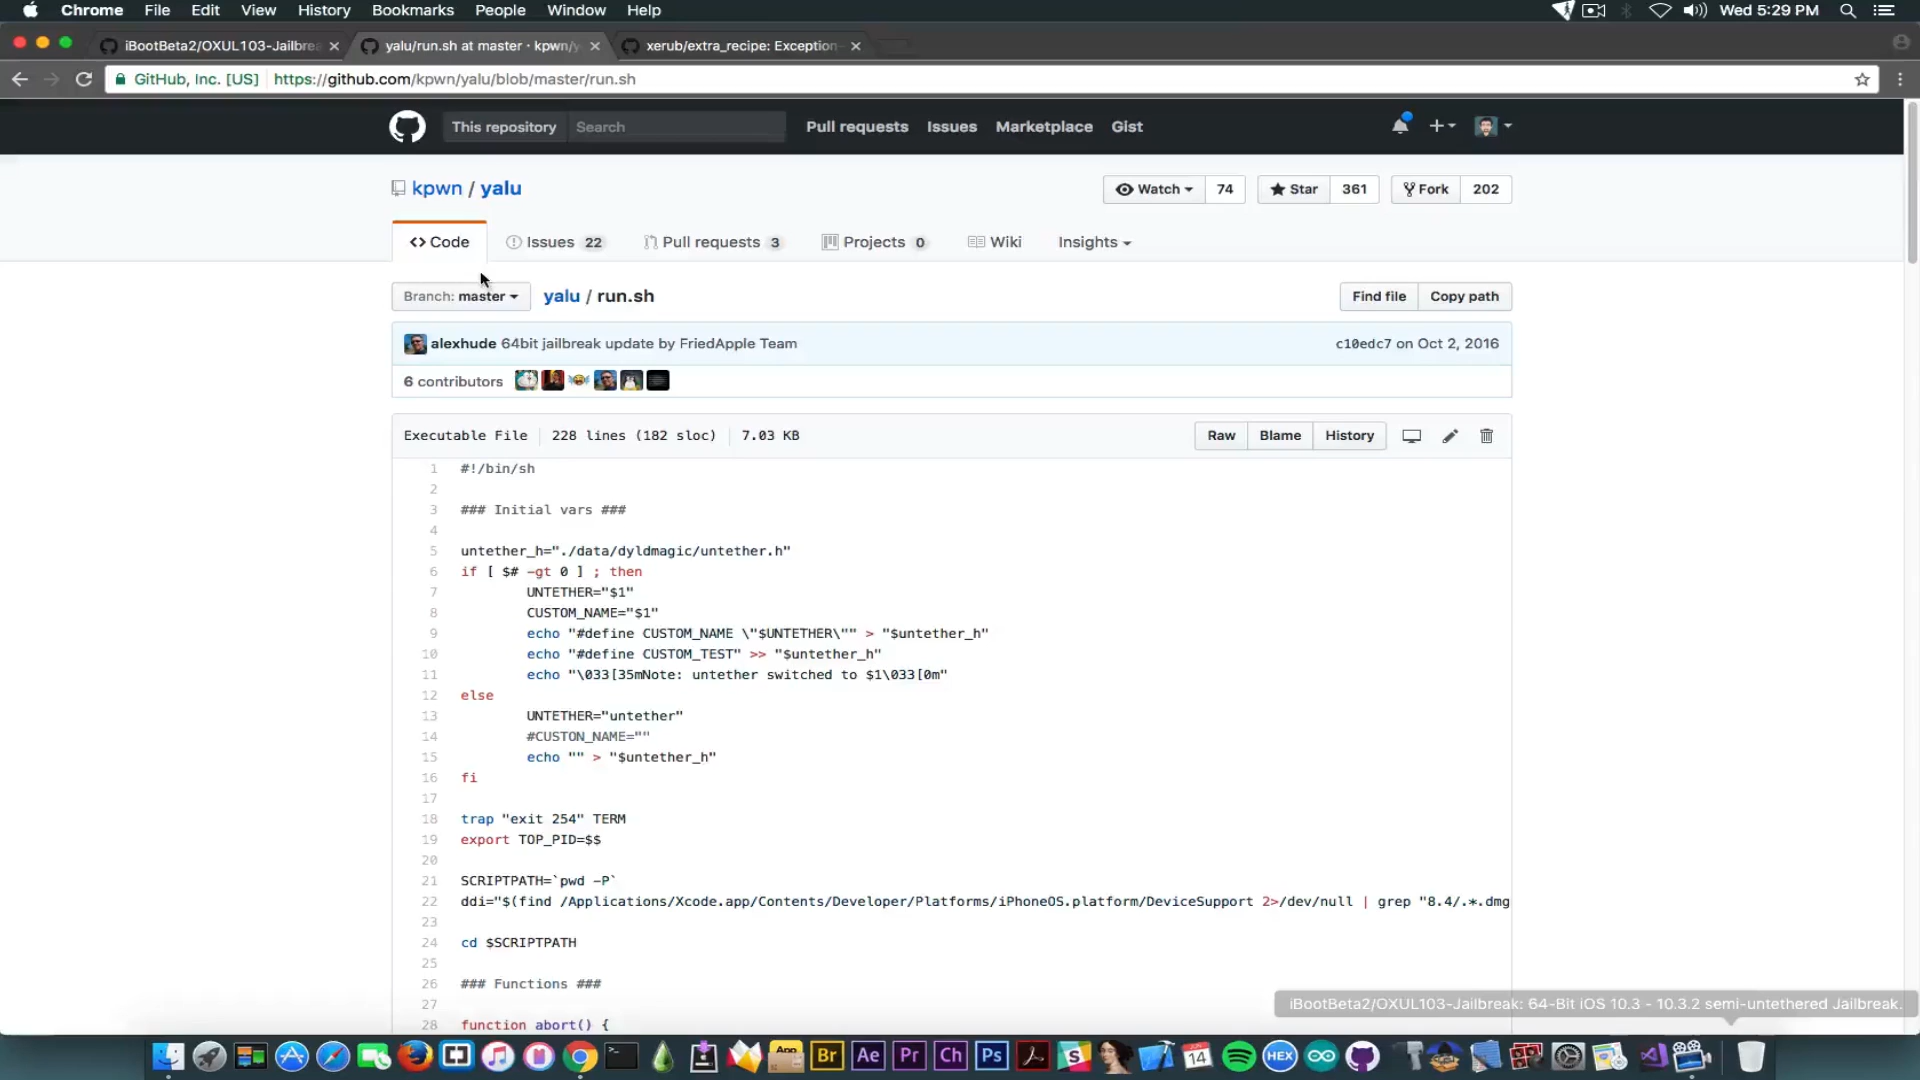 Chrome File Edit View History Bookmarks People Window Help Wed 5:29 PM
iBootBeta2/OXUL103-Jailbrea yalu/run.sh at master · kpwn/y xerub/extra_recipe: Exception-
GitHub, Inc. [US] https://github.com/kpwn/yalu/blob/master/run.sh
This repository Search Pull requests Issues Marketplace Gist
kpwn / yalu Watch 74 Star 361 Fork 202
<> Code Issues 22 Pull requests 3 Projects 0 Wiki Insights
Branch: master yalu / run.sh Find file Copy path
alexhude 64bit jailbreak update by FriedApple Team c10edc7 on Oct 2, 2016
6 contributors
Executable File 228 lines (182 sloc) 7.03 KB Raw Blame History
1 #!/bin/sh
2
3 ### Initial vars ###
4
5 untether_h="./data/dyldmagic/untether.h"
6 if [ $# -gt 0 ] ; then
7 UNTETHER="$1"
8 CUSTOM_NAME="$1"
9 echo "#define CUSTOM_NAME \"$UNTETHER\"" > "$untether_h"
10 echo "#define CUSTOM_TEST" >> "$untether_h"
11 echo "\033[35mNote: untether switched to $1\033[0m"
12 else
13 UNTETHER="untether"
14 #CUSTON_NAME=""
15 echo "" > "$untether_h"
16 fi
17
18 trap "exit 254" TERM
19 export TOP_PID=$$
20
21 SCRIPTPATH=`pwd -P`
22 ddi="$(find /Applications/Xcode.app/Contents/Developer/Platforms/iPhoneOS.platform/DeviceSupport 2>/dev/null | grep "8.4/.*.dmg
23
24 cd $SCRIPTPATH
25
26 ### Functions ###
27
28 function abort() {
iBootBeta2/OXUL103-Jailbreak: 64-Bit iOS 10.3 - 10.3.2 semi-untethered Jailbreak.
App Br Ae Pr Ch Ps 14 HEX